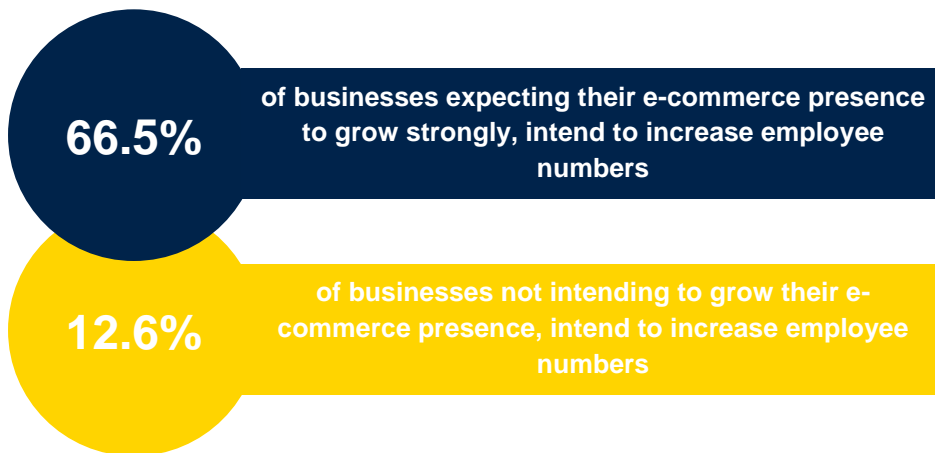 66.5%
of businesses expecting their e-commerce presence
to grow strongly, intend to increase employee
numbers
12.6%
of businesses not intending to grow their e-
commerce presence, intend to increase employee
numbers